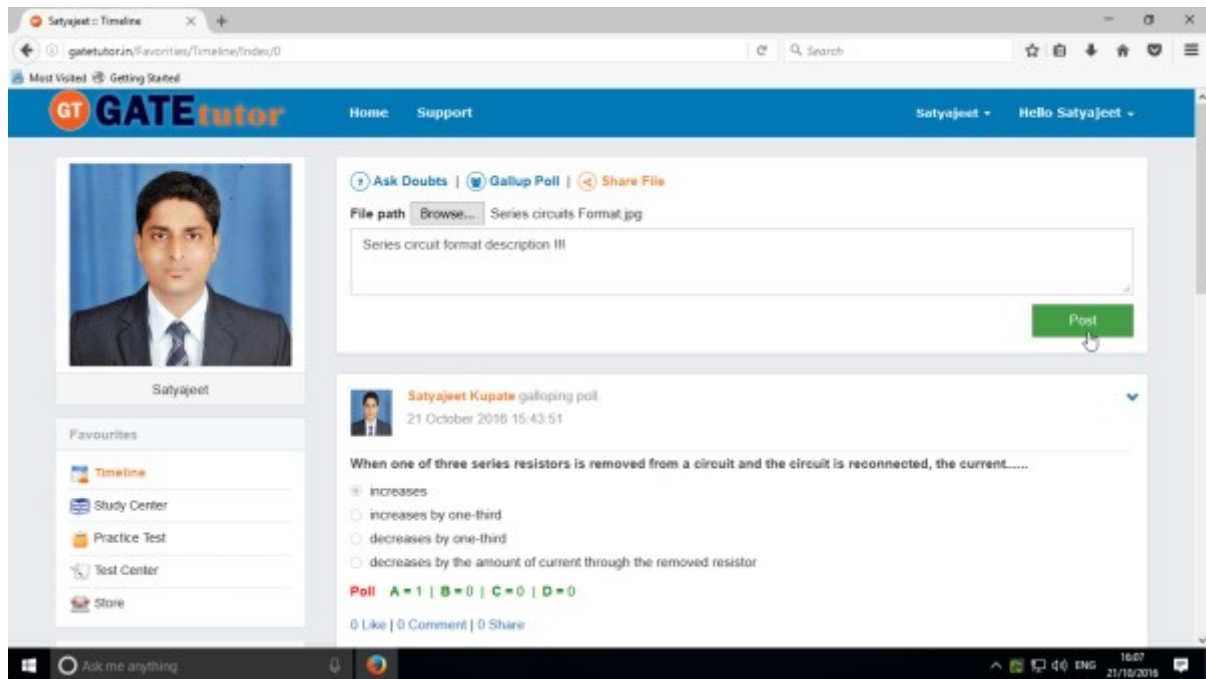 Satyajeet :: Timeline
gatetutor.in/Favorities/Timeline/Index/0
Search
Most Visited Getting Started
GT GATEtutor Home Support Satyajeet Hello Satyajeet
Ask Doubts | Gallup Poll | Share File
File path Browse... Series circuits Format.jpg
Series circuit format description !!!
Post
Satyajeet
Favourites
Timeline
Study Center
Practice Test
Test Center
Store
Satyajeet Kupate galloping poll.
21 October 2016 15:43:51
When one of three series resistors is removed from a circuit and the circuit is reconnected, the current......
increases
increases by one-third
decreases by one-third
decreases by the amount of current through the removed resistor
Poll A = 1 | B = 0 | C = 0 | D = 0
0 Like | 0 Comment | 0 Share
Ask me anything
ENG
16:07
21/10/2016